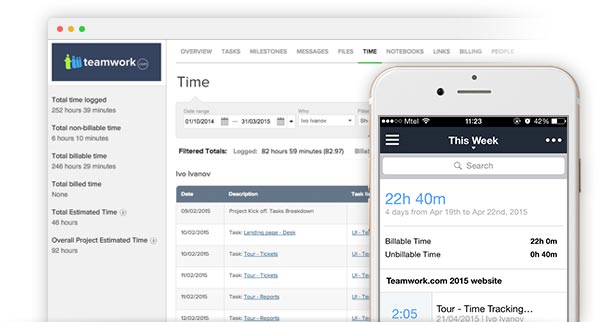 OVERVIEW TASKS MILESTONES MESSAGES FILES TIME NOTEBOOKS LINKS BILLING PEOPLE
teamwork.com
Time
Total time logged
252 hours 39 minutes
Total non-billable time
6 hours 10 minutes
Total billable time
246 hours 29 minutes
Total billed time
None
Total Estimated Time
46 hours
Overall Project Estimated Time
92 hours
Date range Who Filter
01/10/2014 — 31/03/2015 Ivo Ivanov Sh
Filtered Totals: Logged: 82 hours 59 minutes (82.97) Billab
Ivo Ivanov
Date Description Task li
09/02/2015 Project Kick off. Tasks Breakdown
10/02/2015 Task: Landing page - Desk UI - Te
10/02/2015 Task: Tour - Tickets UI - Te
11/02/2015 Task: Tour - Tickets UI - Te
11/02/2015 Task: Tour - Reports UI - Te
12/02/2015 Task: Tour - Reports UI - Te
Mtel 11:23 42%
This Week
Search
22h 40m
4 days from Apr 19th to Apr 22nd, 2015
Billable Time 22h 0m
Unbillable Time 0h 40m
Teamwork.com 2015 website
2:05 Tour - Time Tracking...
21/04/2015 | Ivo Ivanov